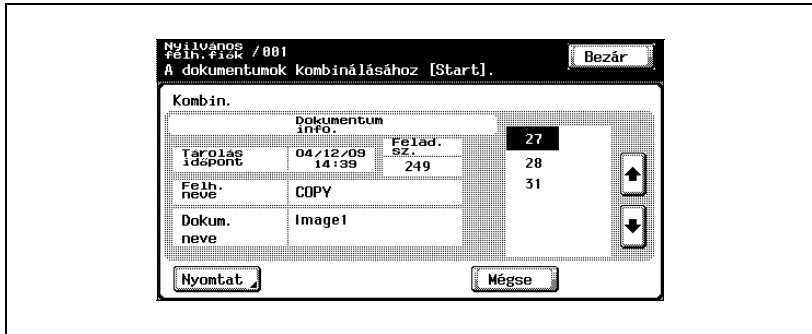 Nyilvános
félh.fiók /001
A dokumentumok kombinálásához [Start].
Bezár
Kombin.
Dokumentum
info.
Tárolás
időpont
04/12/09
14:39
Felad.
sz.
249
Felh.
neve
COPY
Dokum.
neve
Image1
27
28
31
Nyomtat
Mégse